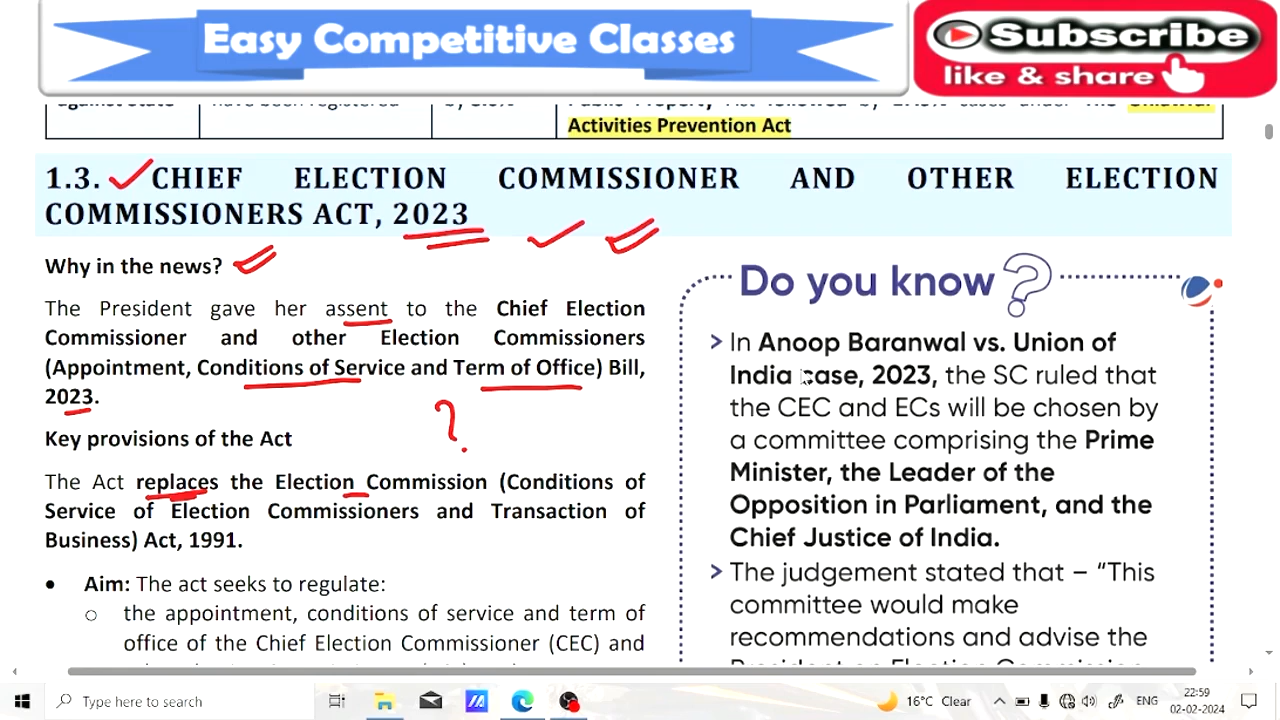 Easy Competitive Classes
Subscribe
like & share
against State
have been registered
Activities Prevention Act
1.3. CHIEF ELECTION COMMISSIONER AND OTHER ELECTION
COMMISSIONERS ACT, 2023
Why in the news?
The President gave her assent to the Chief Election
Commissioner and other Election Commissioners
(Appointment, Conditions of Service and Term of Office) Bill,
2023.
Key provisions of the Act
The Act replaces the Election Commission (Conditions of
Service of Election Commissioners and Transaction of
Business) Act, 1991.
• Aim: The act seeks to regulate:
o the appointment, conditions of service and term of
office of the Chief Election Commissioner (CEC) and
?
Do you know?
> In Anoop Baranwal vs. Union of
India case, 2023, the SC ruled that
the CEC and ECs will be chosen by
a committee comprising the Prime
Minister, the Leader of the
Opposition in Parliament, and the
Chief Justice of India.
> The judgement stated that – “This
committee would make
recommendations and advise the
Type here to search
16°C Clear
ENG
22:59
02-02-2024